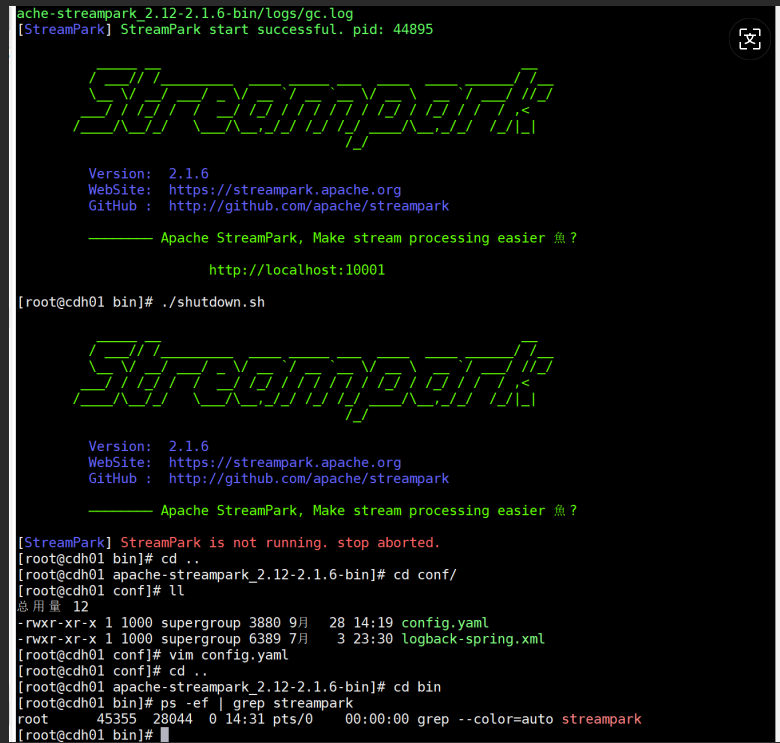 ache-streampark_2.12-2.1.6-bin/logs/gc.log
[StreamPark] StreamPark start successful. pid: 44895
Streampark
Version:  2.1.6
WebSite:  https://streampark.apache.org
GitHub :  http://github.com/apache/streampark
──────── Apache StreamPark, Make stream processing easier ?
http://localhost:10001
[root@cdh01 bin]# ./shutdown.sh
Streampark
Version:  2.1.6
WebSite:  https://streampark.apache.org
GitHub :  http://github.com/apache/streampark
──────── Apache StreamPark, Make stream processing easier ?
[StreamPark] StreamPark is not running. stop aborted.
[root@cdh01 bin]# cd ..
[root@cdh01 apache-streampark_2.12-2.1.6-bin]# cd conf/
[root@cdh01 conf]# ll
总用量 12
-rwxr-xr-x 1 1000 supergroup 3880 9月   28 14:19 config.yaml
-rwxr-xr-x 1 1000 supergroup 6389 7月    3 23:30 logback-spring.xml
[root@cdh01 conf]# vim config.yaml
[root@cdh01 conf]# cd ..
[root@cdh01 apache-streampark_2.12-2.1.6-bin]# cd bin
[root@cdh01 bin]# ps -ef | grep streampark
root      45355  28044  0 14:31 pts/0    00:00:00 grep --color=auto streampark
[root@cdh01 bin]#